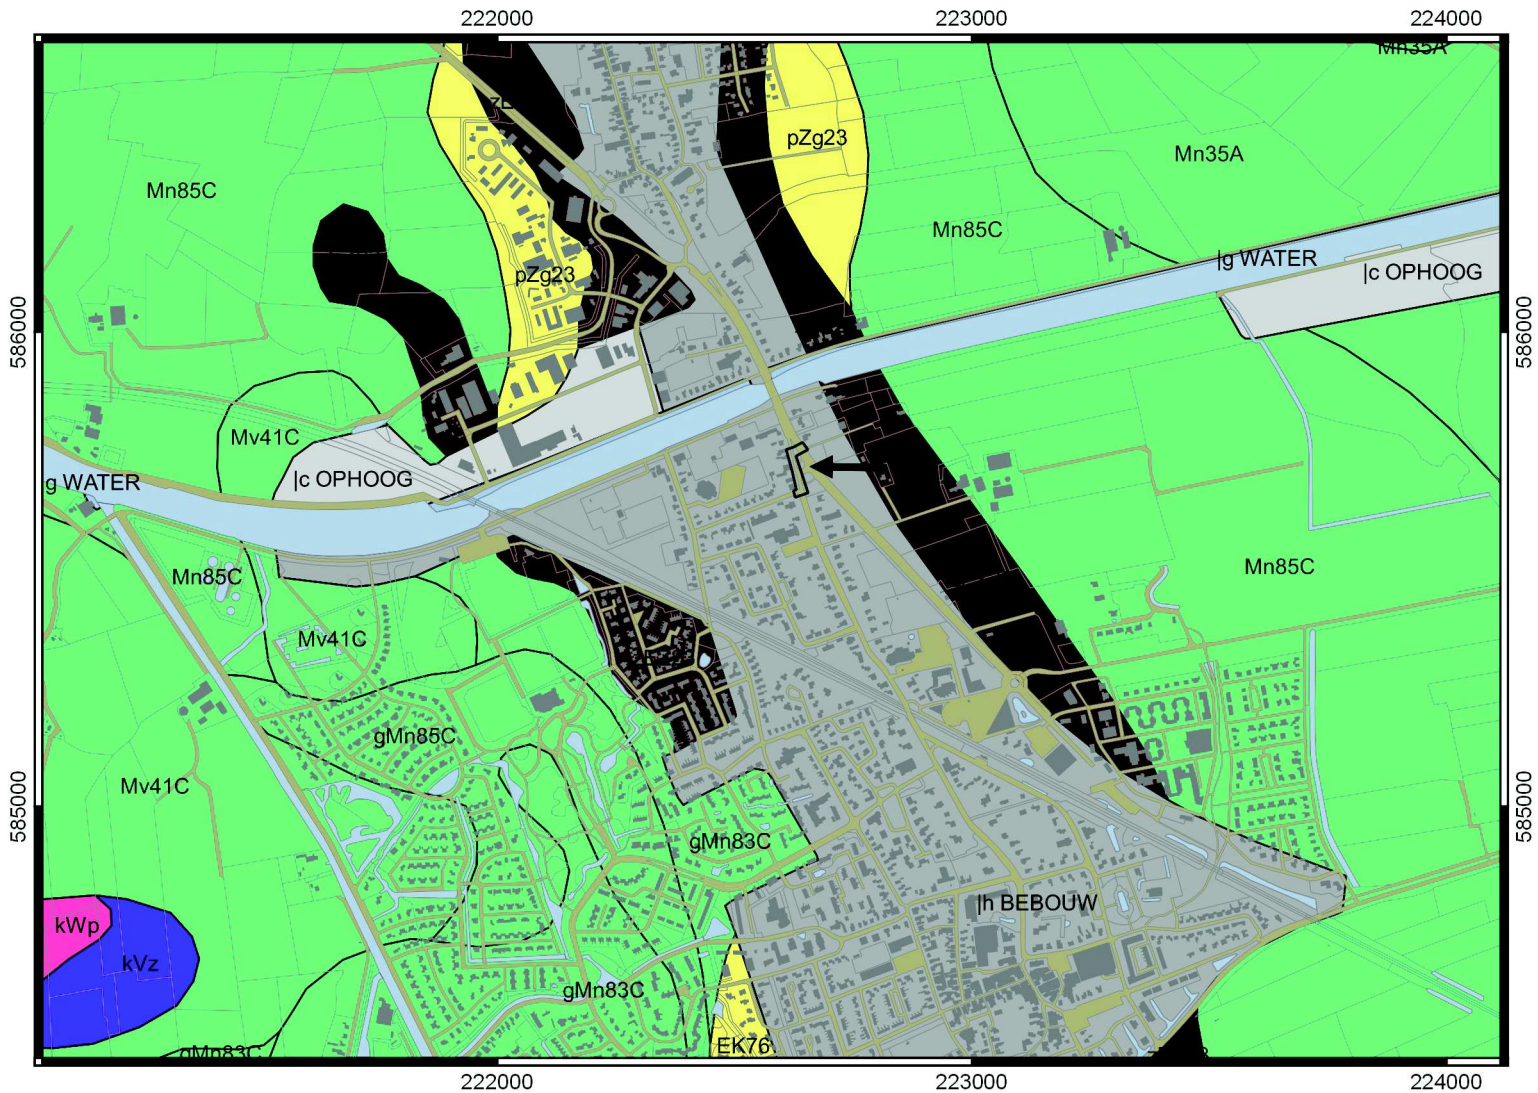 222000
223000
224000
Mn35A
pZg23
Mn85C
Mn35A
Mn85C
|g WATER
|c OPHOOG
pZg23
586000
586000
Mv41C
|c OPHOOG
g WATER
Mn85C
Mn85C
Mv41C
gMn85C
Mv41C
585000
585000
gMn83C
|h BEBOUW
kWp
kVz
gMn83C
gMn83C
EK76
222000
223000
224000